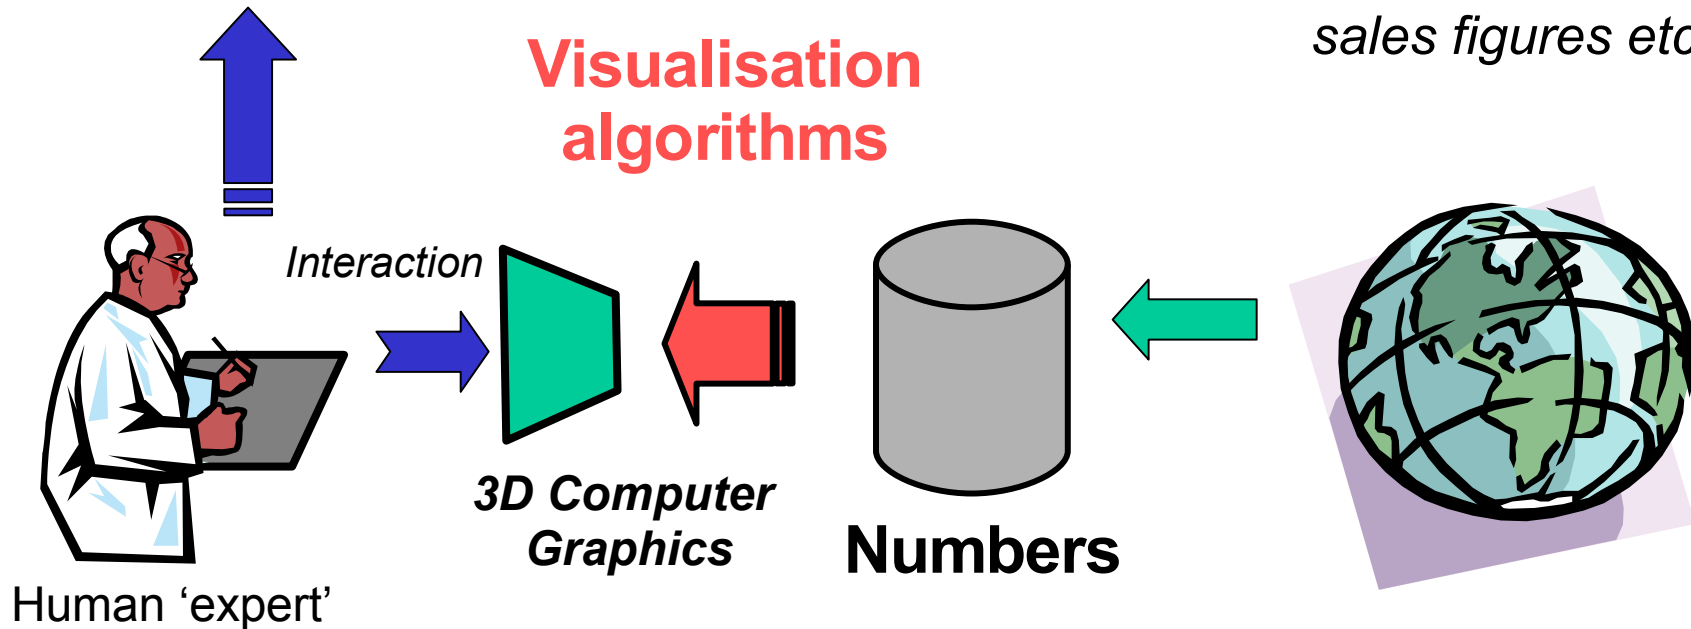 sales figures etc
Visualisation
algorithms
Interaction
3D Computer
Graphics
Numbers
Human ‘expert’